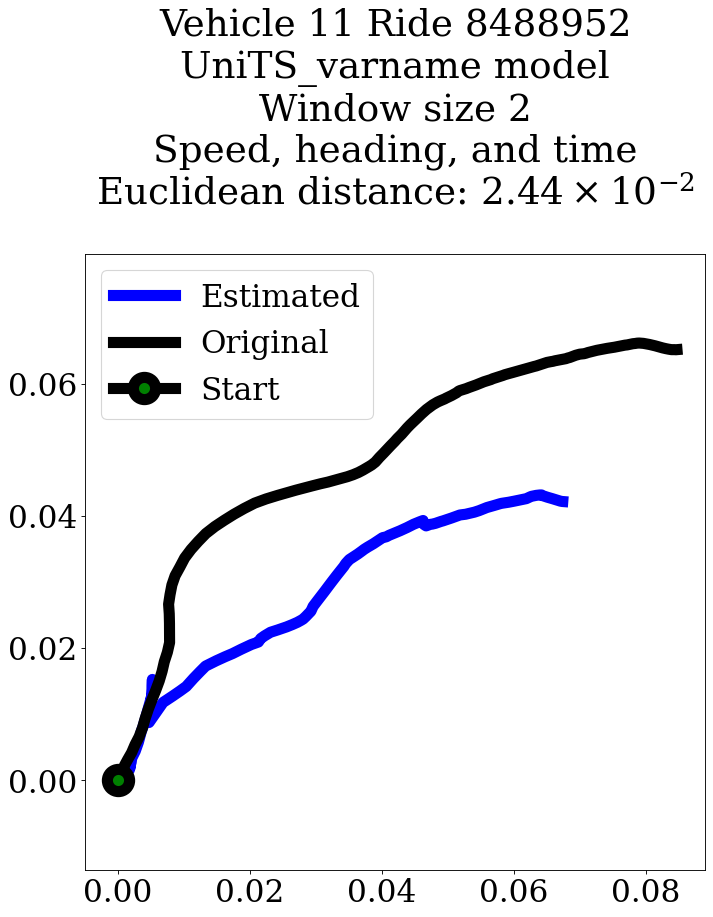 Vehicle 11 Ride 8488952
UniTS_varname model
Window size 2
Speed, heading, and time
Euclidean distance: 2.44 × 10⁻²
Estimated
Original
Start
0.06
0.04
0.02
0.00
0.00 0.02 0.04 0.06 0.08